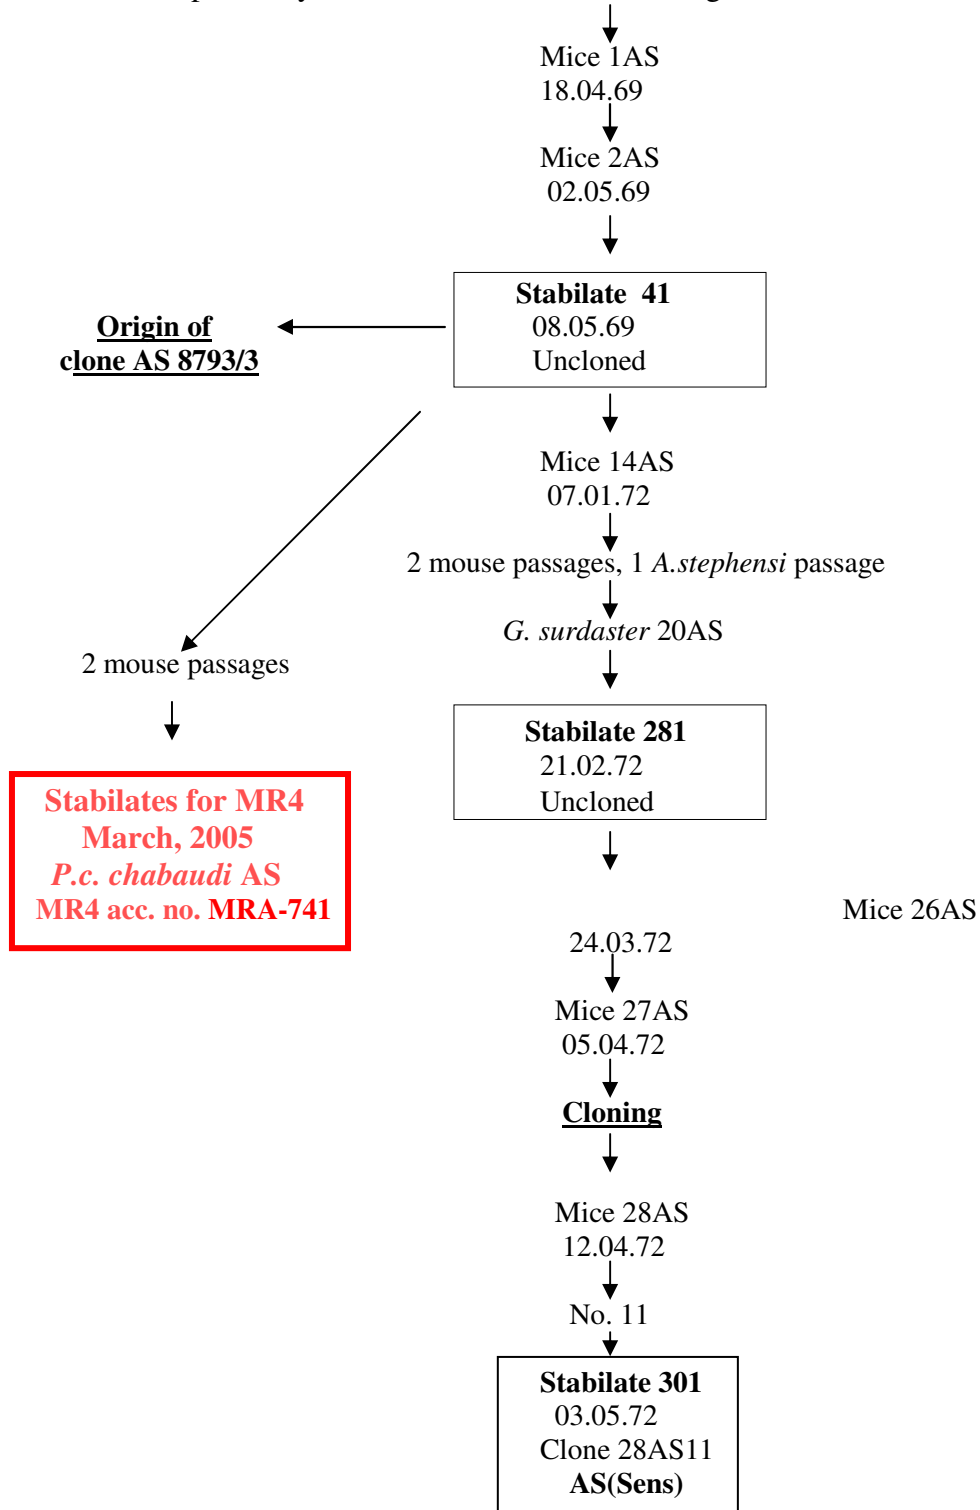 Mice 1AS
18.04.69
Mice 2AS
02.05.69
Stabilate 41
08.05.69
Uncloned
Origin of
clone AS 8793/3
Mice 14AS
07.01.72
2 mouse passages, 1 A.stephensi passage
G. surdaster 20AS
2 mouse passages
Stabilate 281
21.02.72
Uncloned
Stabilates for MR4
March, 2005
P.c. chabaudi AS
MR4 acc. no. MRA-741
Mice 26AS
24.03.72
Mice 27AS
05.04.72
Cloning
Mice 28AS
12.04.72
No. 11
Stabilate 301
03.05.72
Clone 28AS11
AS(Sens)